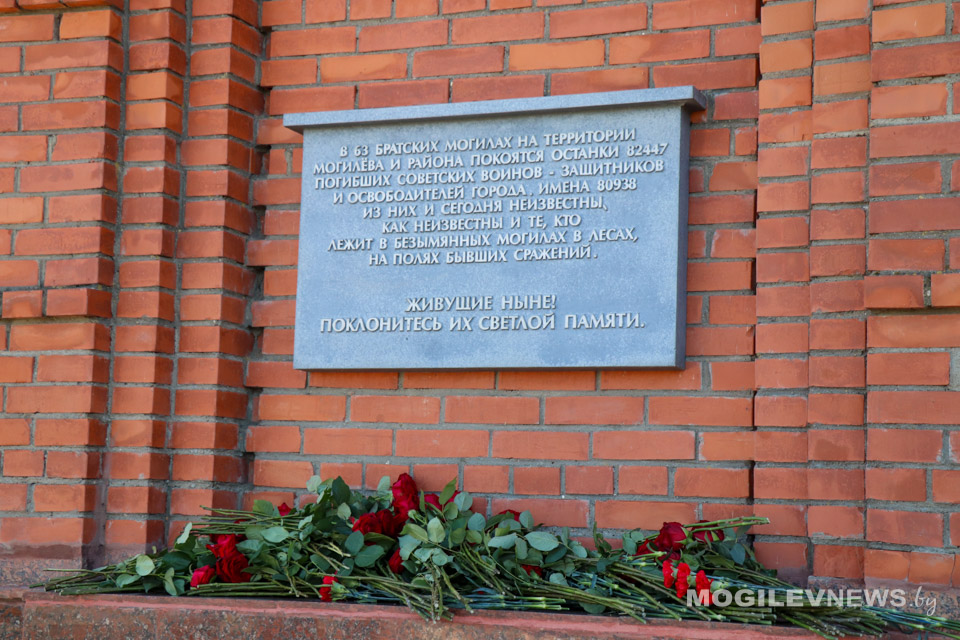 В 63 БРАТСКИХ МОГИЛАХ НА ТЕРРИТОРИИ
МОГИЛЁВА И РАЙОНА ПОКОЯТСЯ ОСТАНКИ 82447
ПОГИБШИХ СОВЕТСКИХ ВОИНОВ - ЗАЩИТНИКОВ
И ОСВОБОДИТЕЛЕЙ ГОРОДА, ИМЕНА 80938
ИЗ НИХ И СЕГОДНЯ НЕИЗВЕСТНЫ,
КАК НЕИЗВЕСТНЫ И ТЕ, КТО
ЛЕЖИТ В БЕЗЫМЯННЫХ МОГИЛАХ В ЛЕСАХ,
НА ПОЛЯХ БЫВШИХ СРАЖЕНИЙ.
ЖИВУЩИЕ НЫНЕ!
ПОКЛОНИТЕСЬ ИХ СВЕТЛОЙ ПАМЯТИ.
MOGILEVNEWS.by